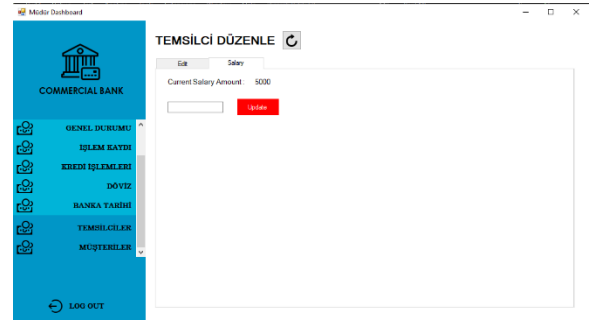 Müdür Dashboard
COMMERCIAL BANK
GENEL DURUMU
IŞLEM KAYDI
KREDİ İŞLEMLERİ
DÖVİZ
BANKA TARİHİ
TEMSİLCİLER
MÜŞTERİLER
LOG OUT
TEMSİLCİ DÜZENLE
Edit Salary
Current Salary Amount: 5000
Update